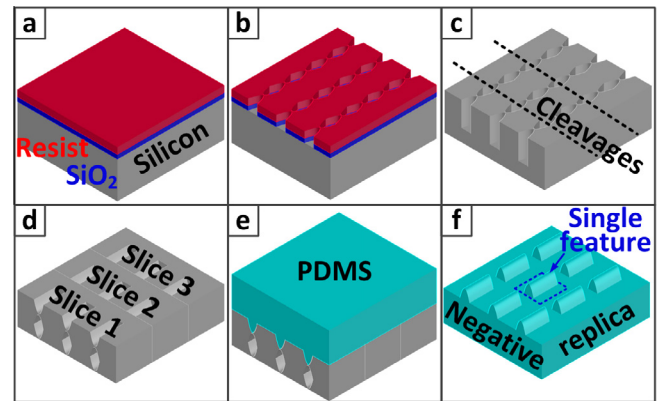 a
Resist
SiO₂
Silicon
b
c
Cleavages
d
Slice 1
Slice 2
Slice 3
e
PDMS
f
Single
feature
Negative replica